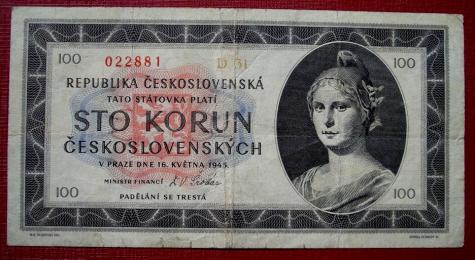 100
022881
D 31
100
REPUBLIKA ČESKOSLOVENSKÁ
TATO STÁTOVKA PLATÍ
STO KORUN
ČESKOSLOVENSKÝCH
V PRAZE DNE 16. KVĚTNA 1945
MINISTR FINANCÍ
100
100
PADĚLÁNÍ SE TRESTÁ